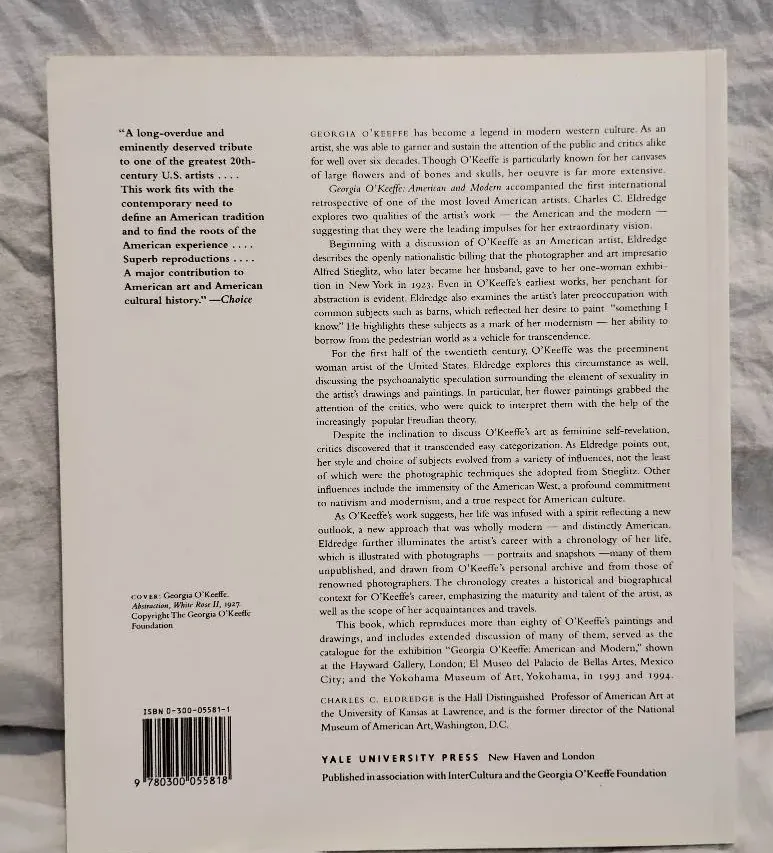 “A long-overdue and
eminently deserved tribute
to one of the greatest 20th-
century U.S. artists . . . .
This work fits with the
contemporary need to
define an American tradition
and to find the roots of the
American experience . . . .
Superb reproductions . . . .
A major contribution to
American art and American
cultural history.” —Choice
GEORGIA O’KEEFFE has become a legend in modern western culture. As an
artist, she was able to garner and sustain the attention of the public and critics alike
for well over six decades. Though O’Keeffe is particularly known for her canvases
of large flowers and of bones and skulls, her oeuvre is far more extensive.
Georgia O’Keeffe: American and Modern accompanied the first international
retrospective of one of the most loved American artists. Charles C. Eldredge
explores two qualities of the artist’s work — the American and the modern —
suggesting that they were the leading impulses for her extraordinary vision.
Beginning with a discussion of O’Keeffe as an American artist, Eldredge
describes the openly nationalistic billing that the photographer and art impresario
Alfred Stieglitz, who later became her husband, gave to her one-woman exhibi-
tion in New York in 1923. Even in O’Keeffe’s earliest works, her penchant for
abstraction is evident. Eldredge also examines the artist’s later preoccupation with
common subjects such as barns, which reflected her desire to paint “something I
know.” He highlights these subjects as a mark of her modernism — her ability to
borrow from the pedestrian world as a vehicle for transcendence.
For the first half of the twentieth century, O’Keeffe was the preeminent
woman artist of the United States. Eldredge explores this circumstance as well,
discussing the psychoanalytic speculation surrounding the element of sexuality in
the artist’s drawings and paintings. In particular, her flower paintings grabbed the
attention of the critics, who were quick to interpret them with the help of the
increasingly popular Freudian theory.
Despite the inclination to discuss O’Keeffe’s art as feminine self-revelation,
critics discovered that it transcended easy categorization. As Eldredge points out,
her style and choice of subjects evolved from a variety of influences, not the least
of which were the photographic techniques she adopted from Stieglitz. Other
influences include the immensity of the American West, a profound commitment
to nativism and modernism, and a true respect for American culture.
As O’Keeffe’s work suggests, her life was infused with a spirit reflecting a new
outlook, a new approach that was wholly modern — and distinctly American.
Eldredge further illuminates the artist’s career with a chronology of her life,
which is illustrated with photographs — portraits and snapshots —many of them
unpublished, and drawn from O’Keeffe’s personal archive and from those of
renowned photographers. The chronology creates a historical and biographical
context for O’Keeffe’s career, emphasizing the maturity and talent of the artist, as
well as the scope of her acquaintances and travels.
This book, which reproduces more than eighty of O’Keeffe’s paintings and
drawings, and includes extended discussion of many of them, served as the
catalogue for the exhibition “Georgia O’Keeffe: American and Modern,” shown
at the Hayward Gallery, London; El Museo del Palacio de Bellas Artes, Mexico
City; and the Yokohama Museum of Art, Yokohama, in 1993 and 1994.
CHARLES C. ELDREDGE is the Hall Distinguished Professor of American Art at
the University of Kansas at Lawrence, and is the former director of the National
Museum of American Art, Washington, D.C.
YALE UNIVERSITY PRESS New Haven and London
Published in association with InterCultura and the Georgia O’Keeffe Foundation
COVER: Georgia O’Keeffe.
Abstraction, White Rose II, 1927.
Copyright The Georgia O’Keeffe
Foundation
ISBN 0-300-05581-1
9 780300 055818